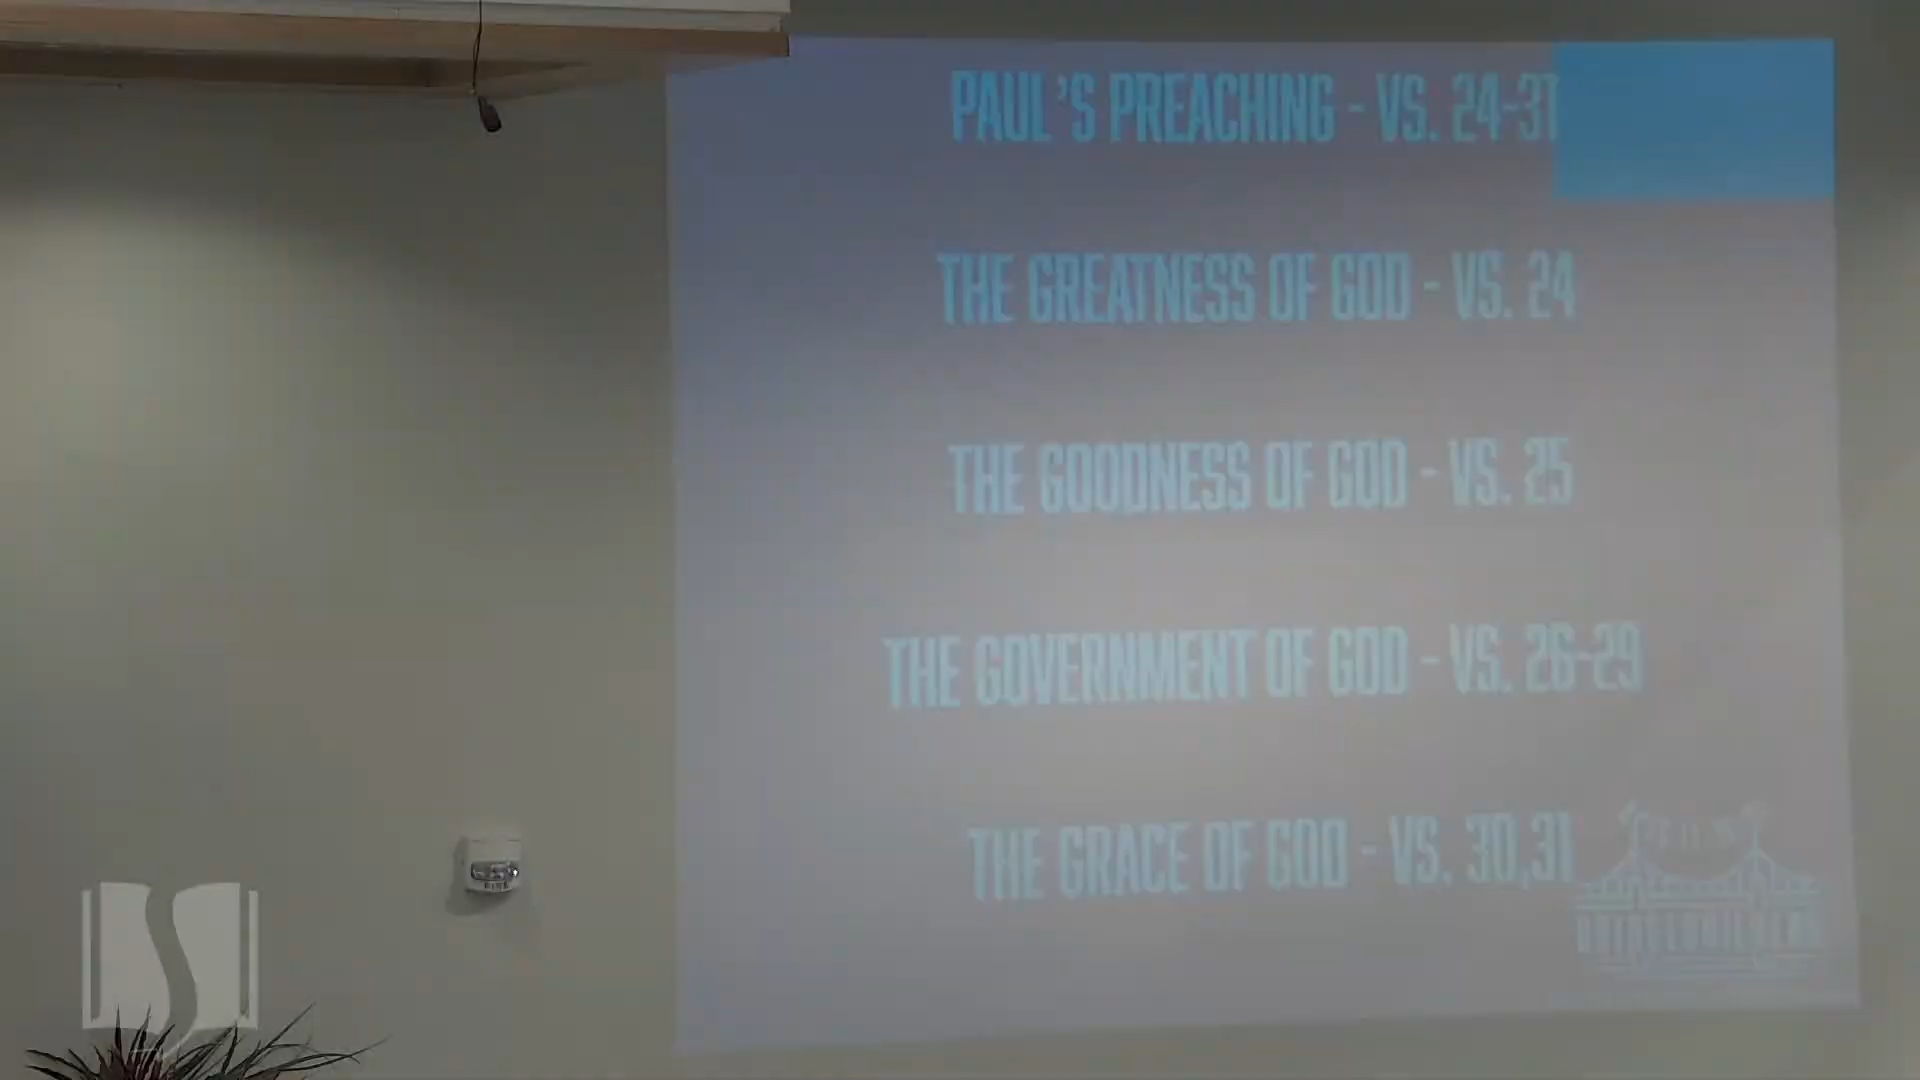 PAUL'S PREACHING - VS. 24-31
THE GREATNESS OF GOD - VS. 24
THE GOODNESS OF GOD - VS. 25
THE GOVERNMENT OF GOD - VS. 26-29
THE GRACE OF GOD - VS. 30,31
FIRE